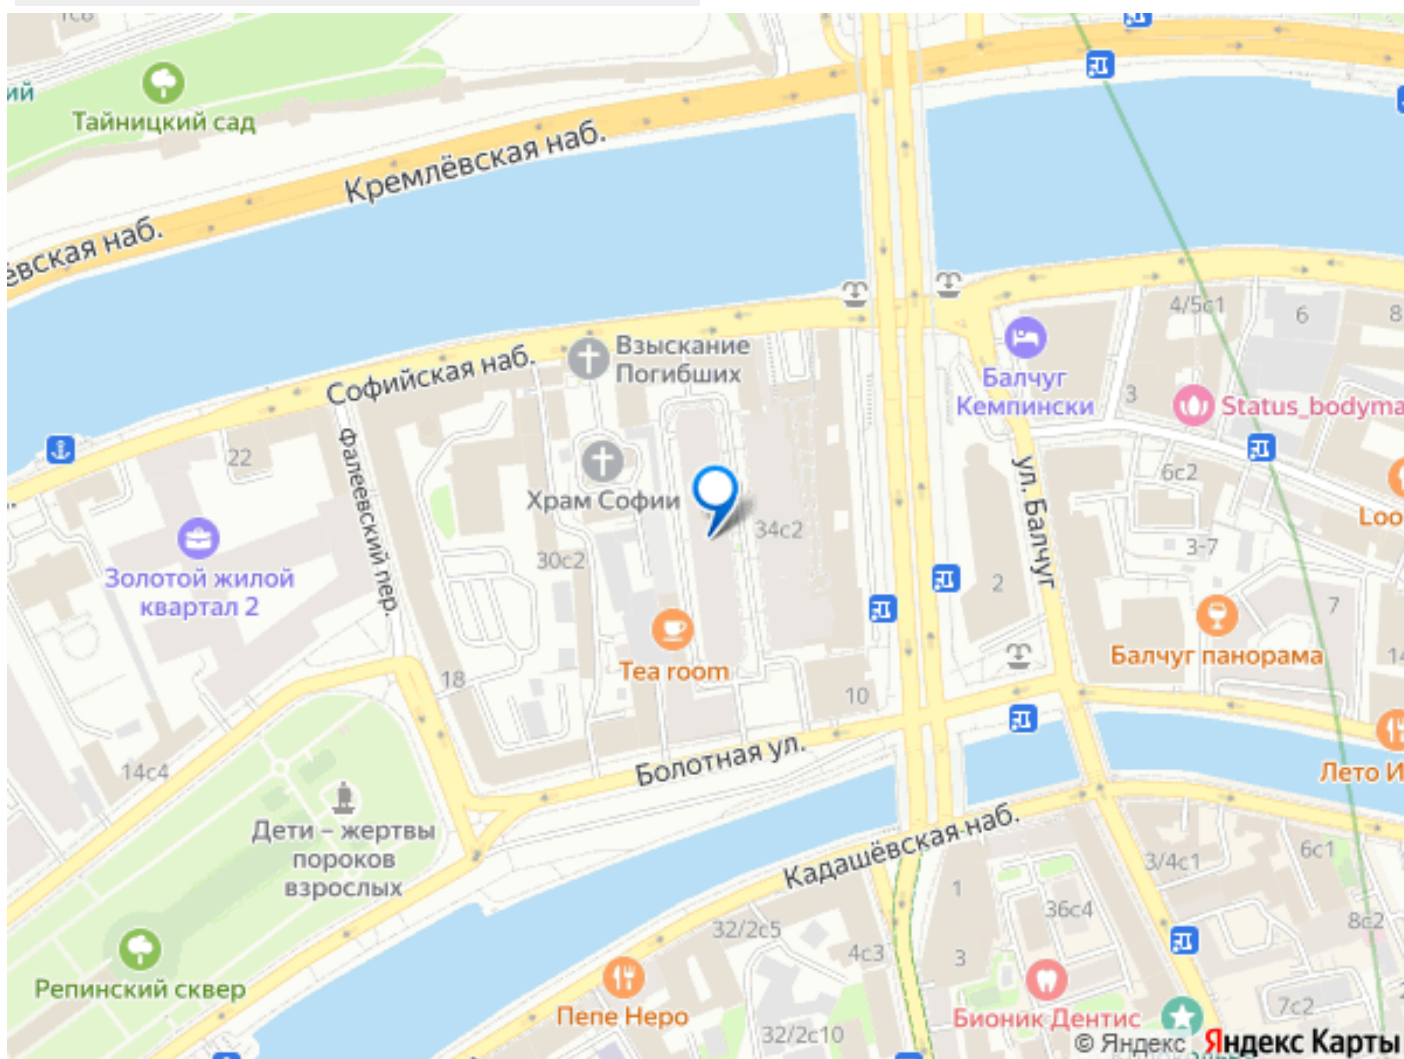 ий
Тайницкий сад
Кремлёвская наб.
ёвская наб.
4/5с1
6
8
Взыскание
Погибших
Софийская наб.
Балчуг
Кемпински
3
Status_bodyma
22
Фалеевский пер.
Храм Софии
ул. Балчуг
6с2
Loo
34с2
30с2
3-7
Золотой жилой
квартал 2
2
7
Tea room
Балчуг панорама
14
18
10
Болотная ул.
14с4
Лето И
Дети – жертвы
пороков
взрослых
Кадашёвская наб.
3/4с1
6с1
1
36с4
32/2с5
8с2
4с3
3
Репинский сквер
Пепе Неро
Бионик Дентис
7с2
32/2с10
© Яндекс Яндекс Карты